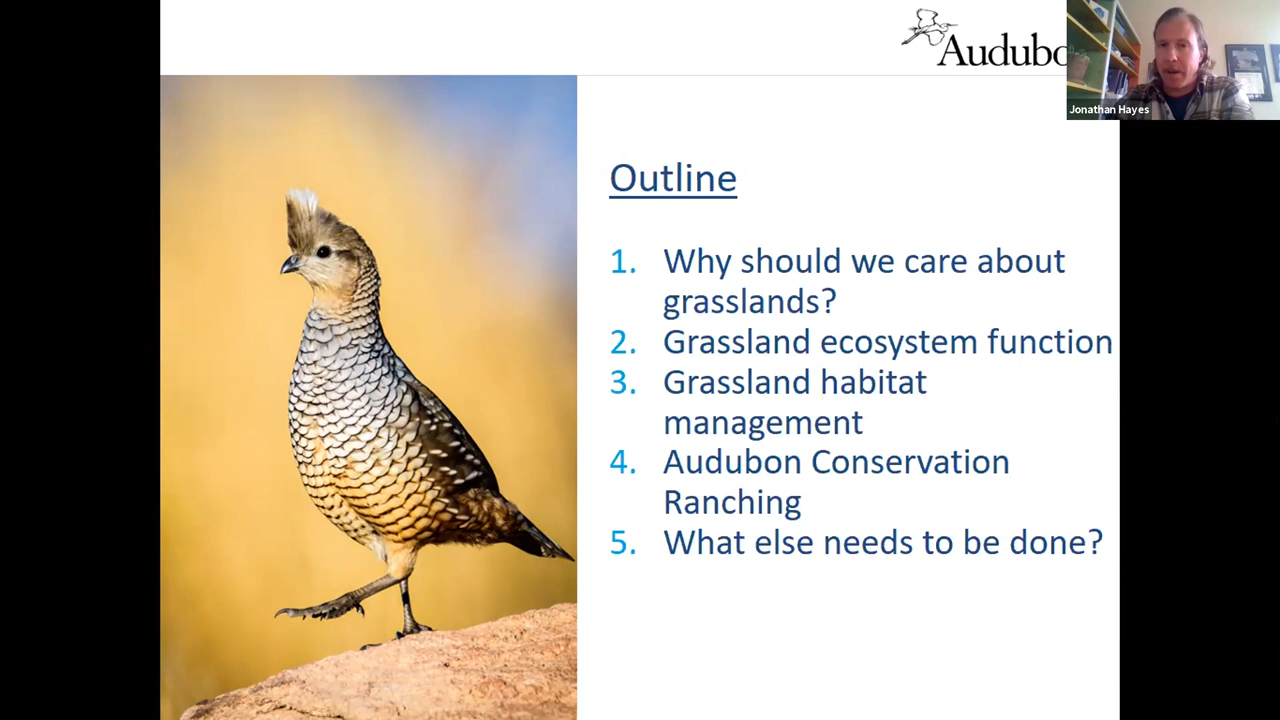 Audubo
Jonathan Hayes
Outline
1. Why should we care about
grasslands?
2. Grassland ecosystem function
3. Grassland habitat
management
4. Audubon Conservation
Ranching
5. What else needs to be done?